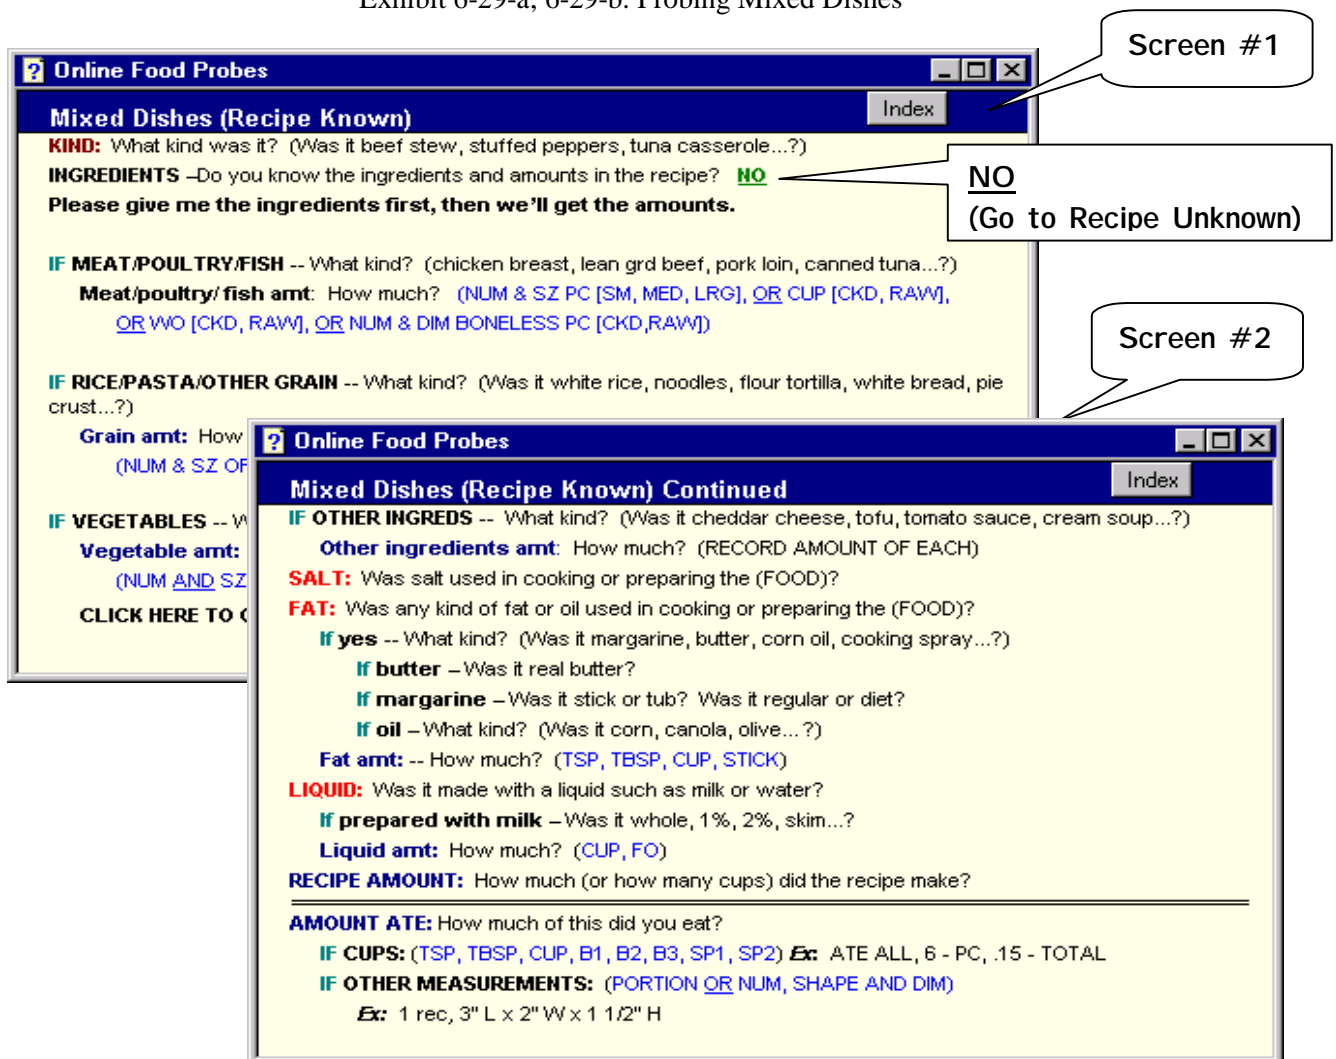 Exhibit 6-29-a, 6-29-b: Probing Mixed Dishes
Screen #1
Online Food Probes
Index
Mixed Dishes (Recipe Known)
KIND: What kind was it? (Was it beef stew, stuffed peppers, tuna casserole...?)
INGREDIENTS –Do you know the ingredients and amounts in the recipe? NO
Please give me the ingredients first, then we'll get the amounts.
NO
(Go to Recipe Unknown)
IF MEAT/POULTRY/FISH -- What kind? (chicken breast, lean grd beef, pork loin, canned tuna...?)
Meat/poultry/fish amt: How much? (NUM & SZ PC [SM, MED, LRG], OR CUP [CKD, RAW],
OR WO [CKD, RAW], OR NUM & DIM BONELESS PC [CKD,RAW])
IF RICE/PASTA/OTHER GRAIN -- What kind? (Was it white rice, noodles, flour tortilla, white bread, pie
crust...?)
Grain amt: How
(NUM & SZ OF
IF VEGETABLES --
Vegetable amt:
(NUM AND SZ
CLICK HERE TO
Screen #2
Online Food Probes
Index
Mixed Dishes (Recipe Known) Continued
IF OTHER INGREDS -- What kind? (Was it cheddar cheese, tofu, tomato sauce, cream soup...?)
Other ingredients amt: How much? (RECORD AMOUNT OF EACH)
SALT: Was salt used in cooking or preparing the (FOOD)?
FAT: Was any kind of fat or oil used in cooking or preparing the (FOOD)?
If yes -- What kind? (Was it margarine, butter, corn oil, cooking spray...?)
If butter – Was it real butter?
If margarine – Was it stick or tub? Was it regular or diet?
If oil – What kind? (Was it corn, canola, olive... ?)
Fat amt: -- How much? (TSP, TBSP, CUP, STICK)
LIQUID: Was it made with a liquid such as milk or water?
If prepared with milk – Was it whole, 1%, 2%, skim...?
Liquid amt: How much? (CUP, FO)
RECIPE AMOUNT: How much (or how many cups) did the recipe make?
AMOUNT ATE: How much of this did you eat?
IF CUPS: (TSP, TBSP, CUP, B1, B2, B3, SP1, SP2) Ex: ATE ALL, 6 - PC, .15 - TOTAL
IF OTHER MEASUREMENTS: (PORTION OR NUM, SHAPE AND DIM)
Ex: 1 rec, 3" L x 2" W x 1 1/2" H